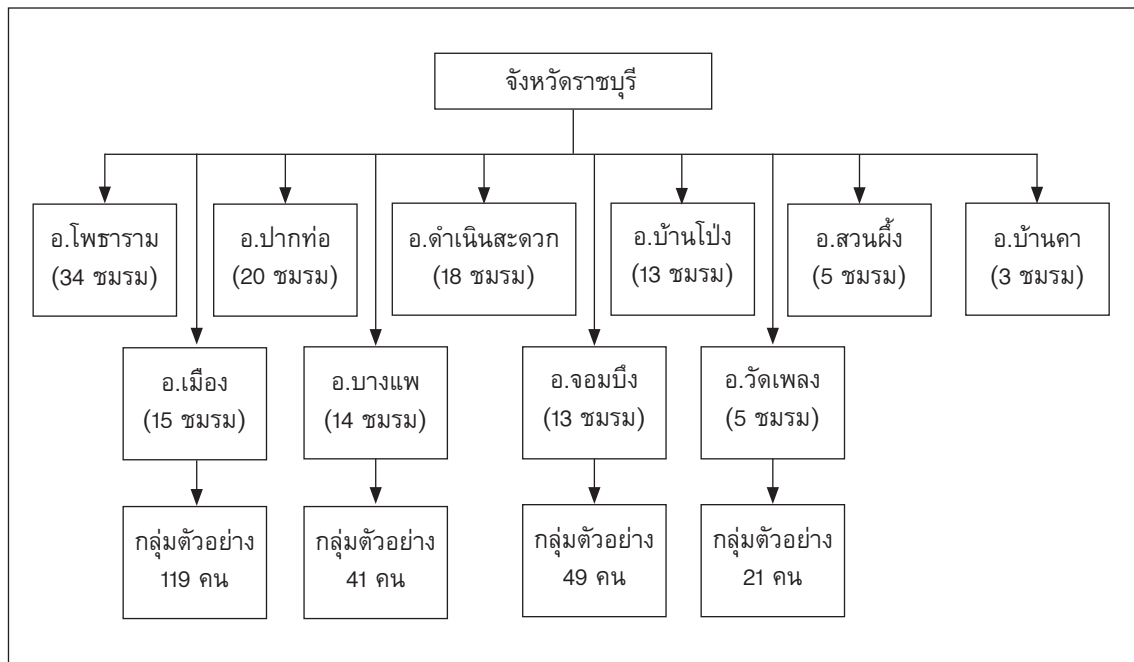 จังหวัดราชบุรี
อ.โพธาราม
(34 ชมรม)
อ.ปากท่อ
(20 ชมรม)
อ.ดำเนินสะดวก
(18 ชมรม)
อ.บ้านโป่ง
(13 ชมรม)
อ.สวนผึ้ง
(5 ชมรม)
อ.บ้านคา
(3 ชมรม)
อ.เมือง
(15 ชมรม)
อ.บางแพ
(14 ชมรม)
อ.จอมบึง
(13 ชมรม)
อ.วัดเพลง
(5 ชมรม)
กลุ่มตัวอย่าง
119 คน
กลุ่มตัวอย่าง
41 คน
กลุ่มตัวอย่าง
49 คน
กลุ่มตัวอย่าง
21 คน